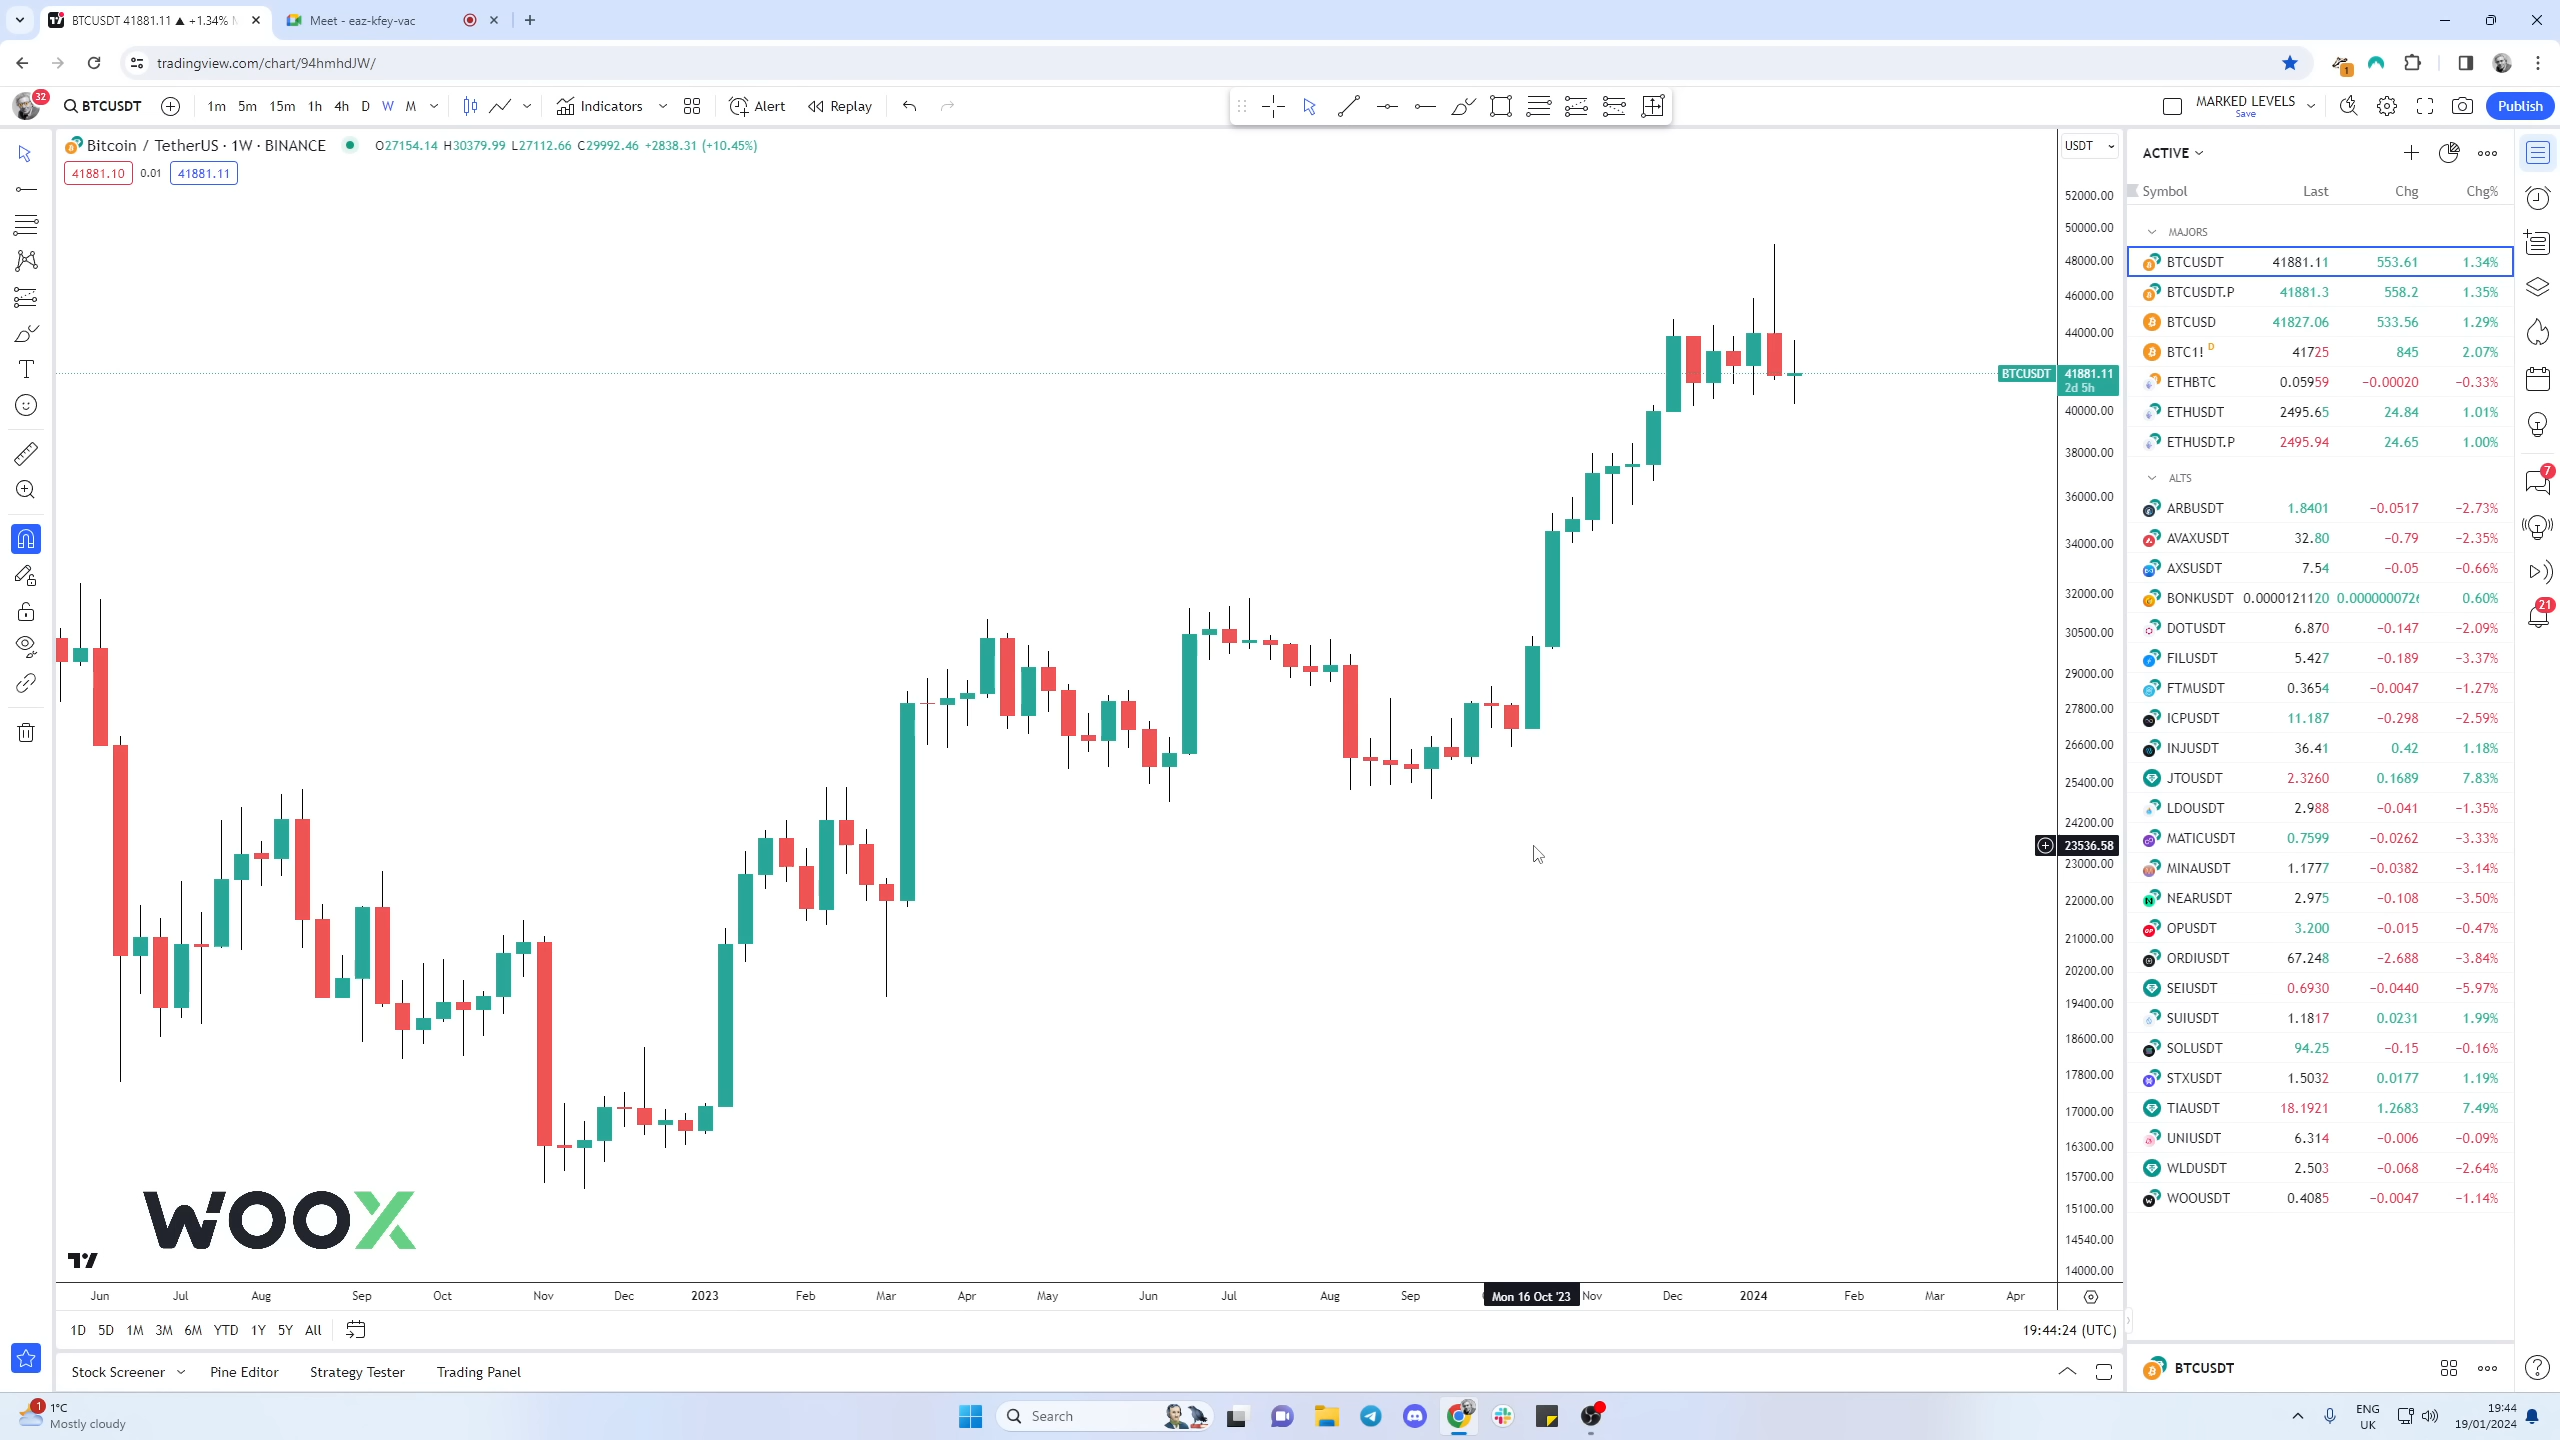 BTCUSDT 41881.11 ▲ +1.34%
Meet - eaz-kfey-vac
tradingview.com/chart/94hmhdJW/
1
32
BTCUSDT
1m 5m 15m 1h 4h D W M
Indicators
Alert
Replay
MARKED LEVELS
Save
Publish
Bitcoin / TetherUS · 1W · BINANCE
O27154.14 H30379.99 L27112.66 C29992.46 +2838.31 (+10.45%)
41881.10 0.01 41881.11
USDT
52000.00
50000.00
48000.00
46000.00
44000.00
BTCUSDT 41881.11
2d 5h
40000.00
38000.00
36000.00
34000.00
32000.00
30500.00
29000.00
27800.00
26600.00
25400.00
24200.00
23536.58
23000.00
22000.00
21000.00
20200.00
19400.00
18600.00
17800.00
17000.00
16300.00
15700.00
15100.00
14540.00
14000.00
WOOX
Jun Jul Aug Sep Oct Nov Dec 2023 Feb Mar Apr May Jun Jul Aug Sep Mon 16 Oct '23 Nov Dec 2024 Feb Mar Apr
1D 5D 1M 3M 6M YTD 1Y 5Y All
19:44:24 (UTC)
Stock Screener Pine Editor Strategy Tester Trading Panel
ACTIVE
Symbol Last Chg Chg%
MAJORS
BTCUSDT 41881.11 553.61 1.34%
BTCUSDT.P 41881.3 558.2 1.35%
BTCUSD 41827.06 533.56 1.29%
BTC1! D 41725 845 2.07%
ETHBTC 0.05959 −0.00020 −0.33%
ETHUSDT 2495.65 24.84 1.01%
ETHUSDT.P 2495.94 24.65 1.00%
ALTS
ARBUSDT 1.8401 −0.0517 −2.73%
AVAXUSDT 32.80 −0.79 −2.35%
AXSUSDT 7.54 −0.05 −0.66%
BONKUSDT 0.0000121120 0.0000000726 0.60%
DOTUSDT 6.870 −0.147 −2.09%
FILUSDT 5.427 −0.189 −3.37%
FTMUSDT 0.3654 −0.0047 −1.27%
ICPUSDT 11.187 −0.298 −2.59%
INJUSDT 36.41 0.42 1.18%
JTOUSDT 2.3260 0.1689 7.83%
LDOUSDT 2.988 −0.041 −1.35%
MATICUSDT 0.7599 −0.0262 −3.33%
MINAUSDT 1.1777 −0.0382 −3.14%
NEARUSDT 2.975 −0.108 −3.50%
OPUSDT 3.200 −0.015 −0.47%
ORDIUSDT 67.248 −2.688 −3.84%
SEIUSDT 0.6930 −0.0440 −5.97%
SUIUSDT 1.1817 0.0231 1.99%
SOLUSDT 94.25 −0.15 −0.16%
STXUSDT 1.5032 0.0177 1.19%
TIAUSDT 18.1921 1.2683 7.49%
UNIUSDT 6.314 −0.006 −0.09%
WLDUSDT 2.503 −0.068 −2.64%
WOOUSDT 0.4085 −0.0047 −1.14%
BTCUSDT
7
21
1
1°C
Mostly cloudy
Search
ENG
UK
19:44
19/01/2024